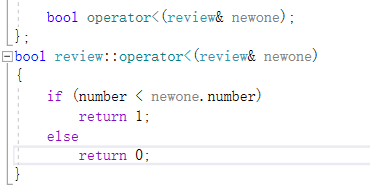 bool operator<(review& newone);
};
bool review::operator<(review& newone)
{
if (number < newone.number)
return 1;
else
return 0;
}